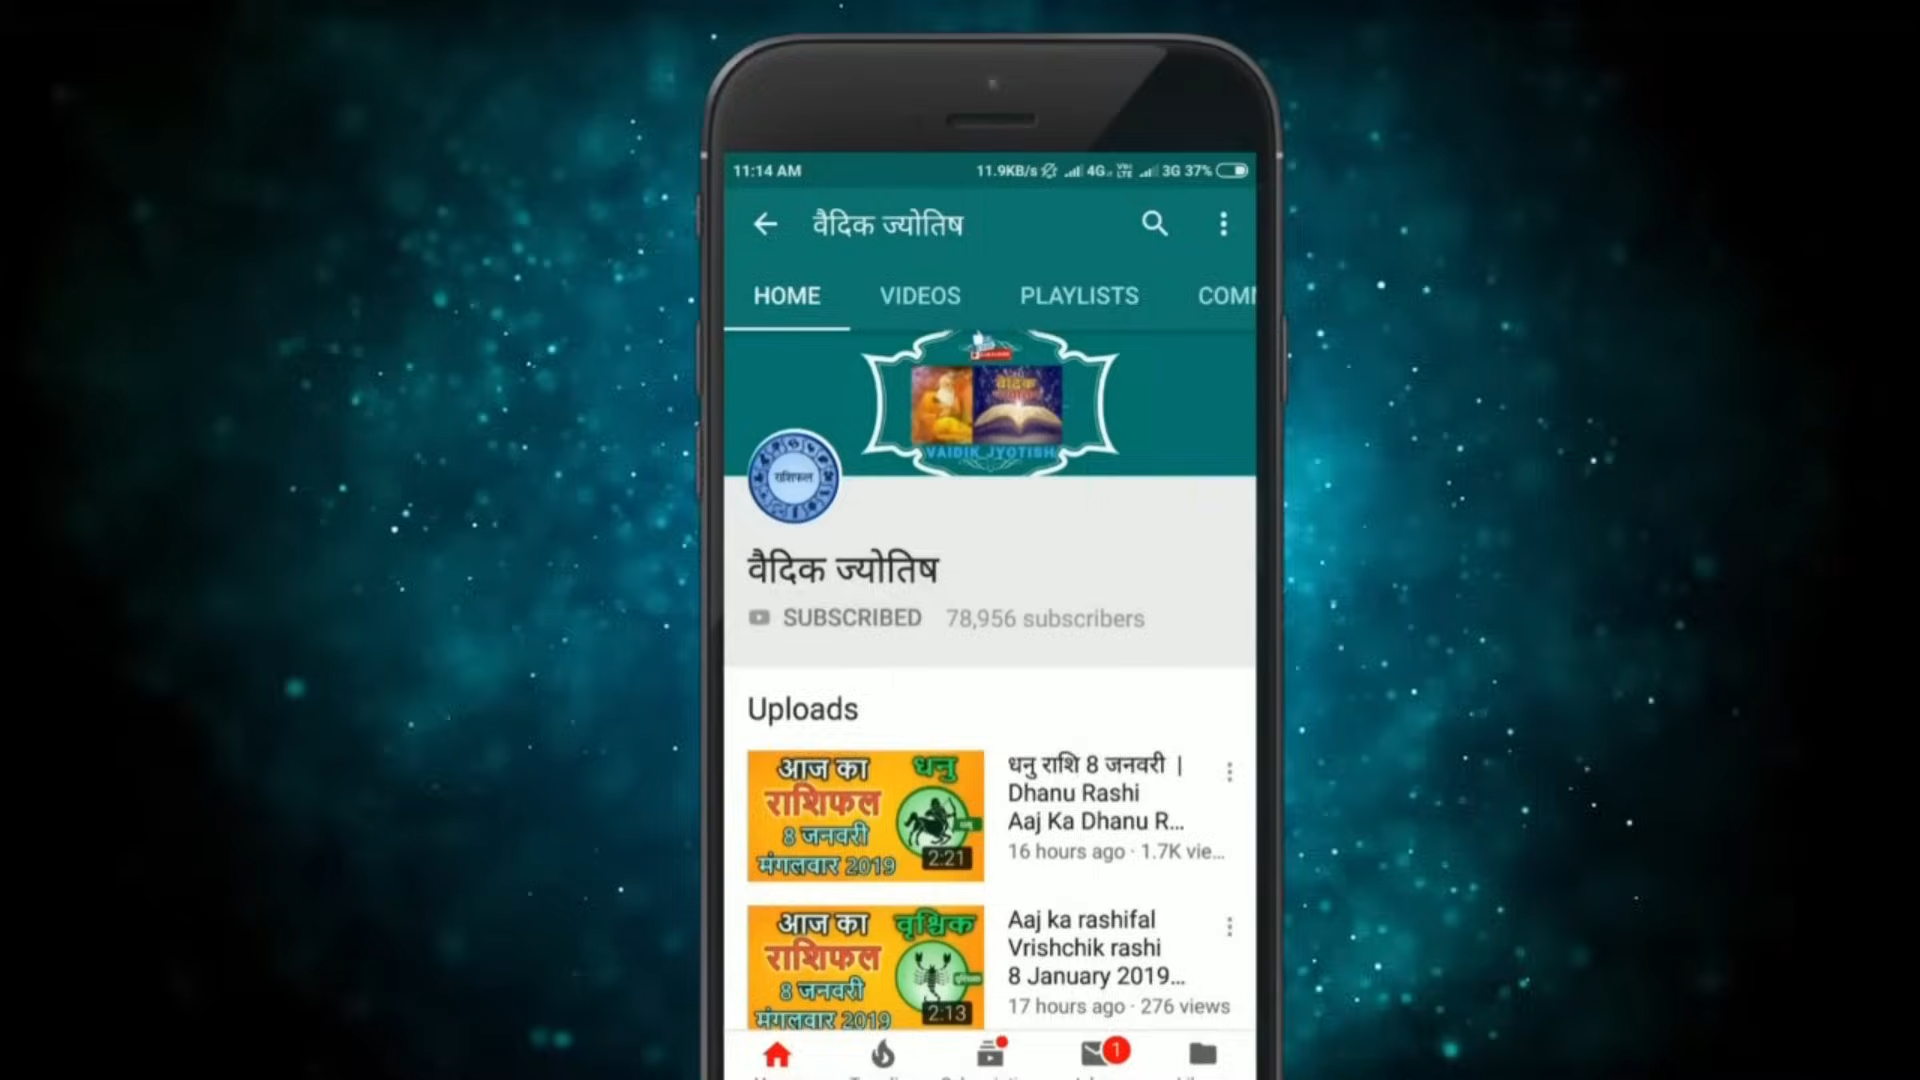 11:14 AM
11.9KB/s 4G VoLTE 3G 37%
वैदिक ज्योतिष
HOME VIDEOS PLAYLISTS COMM
वैदिक
VAIDIK JYOTISH
राशिफल
वैदिक ज्योतिष
SUBSCRIBED 78,956 subscribers
Uploads
आज का धनु
राशिफल
8 जनवरी
मंगलवार 2019
2:21
धनु राशि 8 जनवरी |
Dhanu Rashi
Aaj Ka Dhanu R...
16 hours ago · 1.7K vie...
आज का वृश्चिक
राशिफल
8 जनवरी
मंगलवार 2019
2:13
Aaj ka rashifal
Vrishchik rashi
8 January 2019...
17 hours ago · 276 views
1